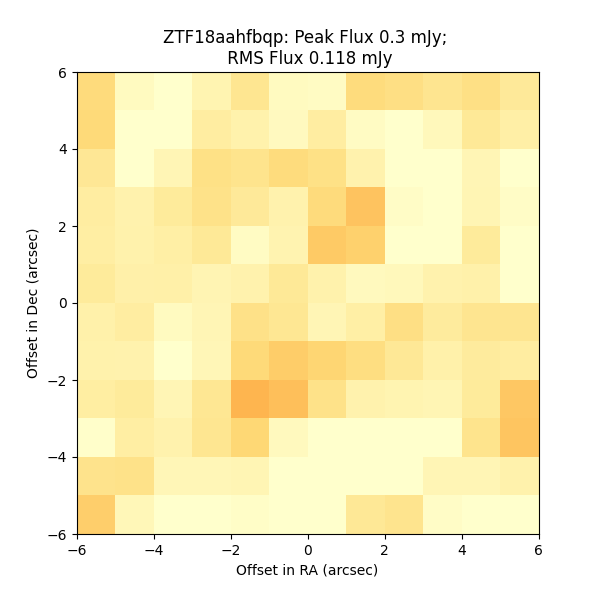 ZTF18aahfbqp: Peak Flux 0.3 mJy;
RMS Flux 0.118 mJy
6
4
2
0
−2
−4
−6
Offset in Dec (arcsec)
−6 −4 −2 0 2 4 6
Offset in RA (arcsec)